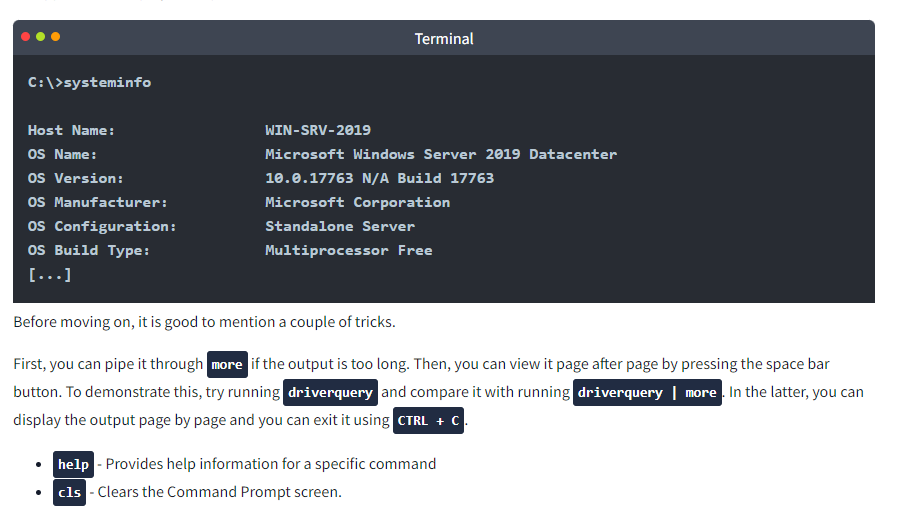 Terminal
C:\>systeminfo
Host Name: WIN-SRV-2019
OS Name: Microsoft Windows Server 2019 Datacenter
OS Version: 10.0.17763 N/A Build 17763
OS Manufacturer: Microsoft Corporation
OS Configuration: Standalone Server
OS Build Type: Multiprocessor Free
[...]
Before moving on, it is good to mention a couple of tricks.
First, you can pipe it through more if the output is too long. Then, you can view it page after page by pressing the space bar
button. To demonstrate this, try running driverquery and compare it with running driverquery | more. In the latter, you can
display the output page by page and you can exit it using CTRL + C.
• help - Provides help information for a specific command
• cls - Clears the Command Prompt screen.